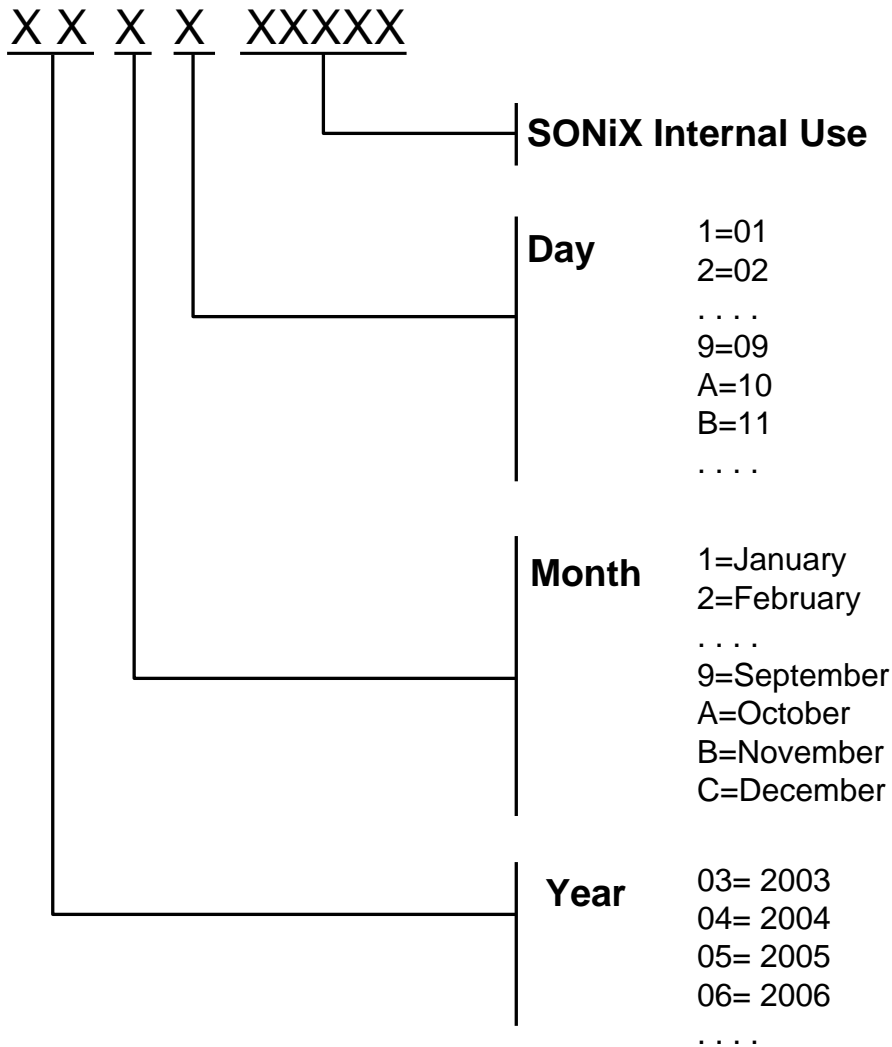 X X X X XXXXX
SONiX Internal Use
Day
1=01
2=02
. . . .
9=09
A=10
B=11
. . . .
Month
1=January
2=February
. . . .
9=September
A=October
B=November
C=December
Year
03= 2003
04= 2004
05= 2005
06= 2006
. . . .